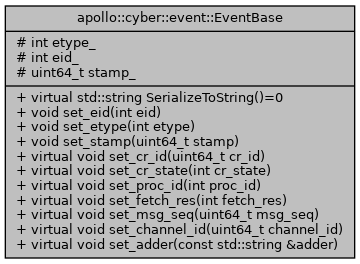 apollo::cyber::event::EventBase
# int etype_
# int eid_
# uint64_t stamp_
+ virtual std::string SerializeToString()=0
+ void set_eid(int eid)
+ void set_etype(int etype)
+ void set_stamp(uint64_t stamp)
+ virtual void set_cr_id(uint64_t cr_id)
+ virtual void set_cr_state(int cr_state)
+ virtual void set_proc_id(int proc_id)
+ virtual void set_fetch_res(int fetch_res)
+ virtual void set_msg_seq(uint64_t msg_seq)
+ virtual void set_channel_id(uint64_t channel_id)
+ virtual void set_adder(const std::string &adder)